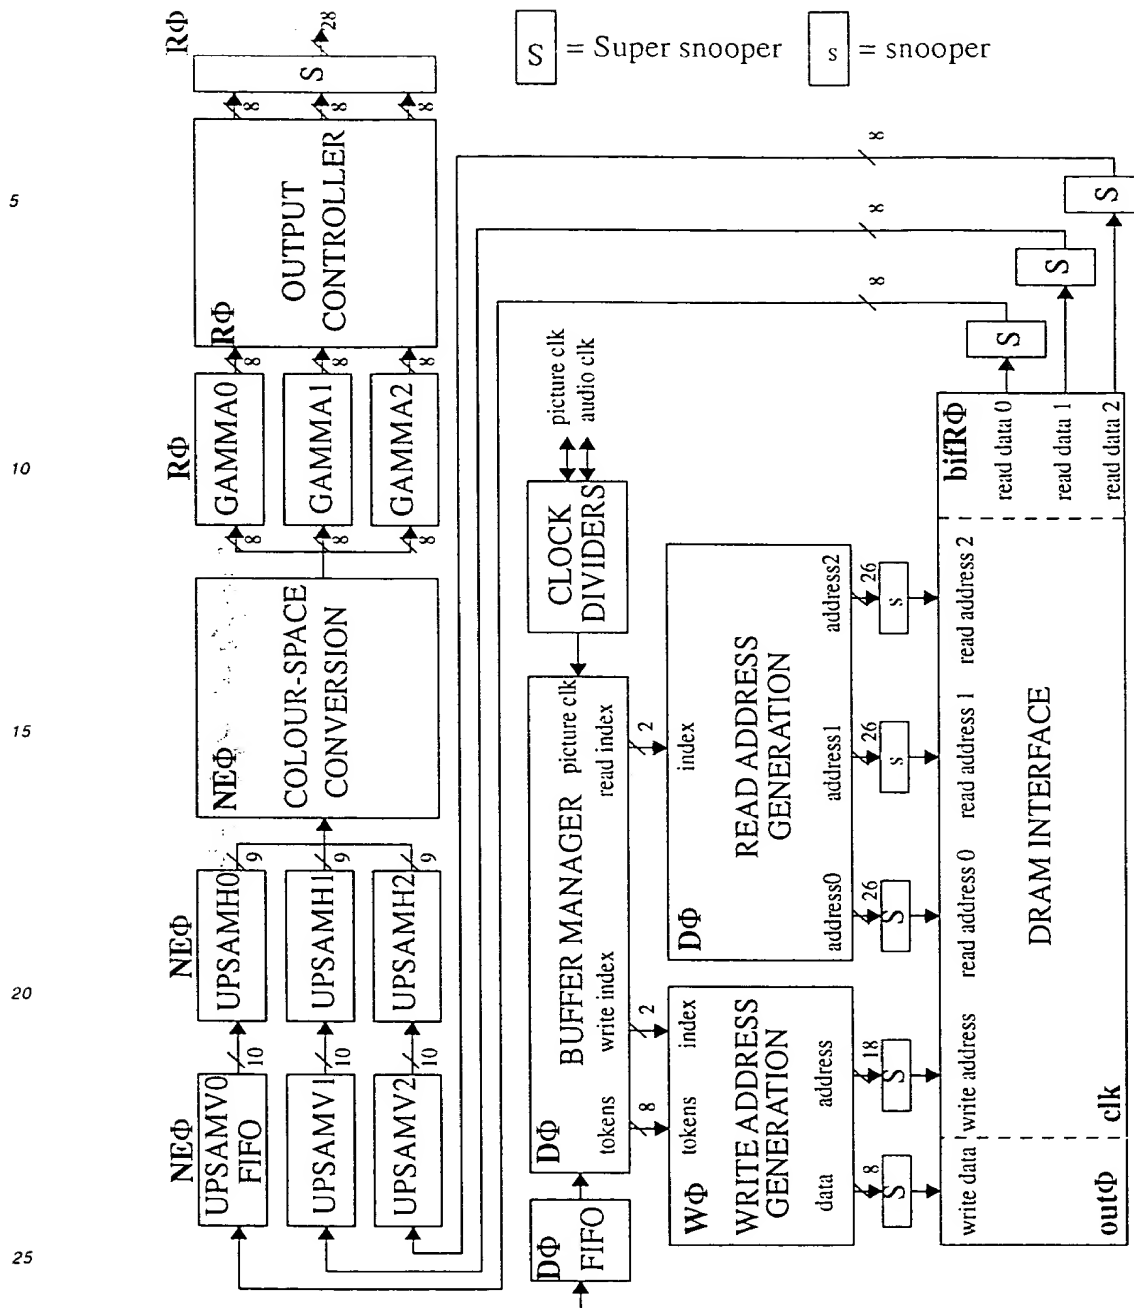 RΦ
28
S
8
8
8
S = Super snooper
s = snooper
5
OUTPUT
CONTROLLER
RΦ
8
8
8
8
8
8
S
S
S
10
RΦ
GAMMA0
GAMMA1
GAMMA2
8
8
8
picture clk
audio clk
CLOCK
DIVIDERS
bifRΦ
read data 0
read data 1
read data 2
15
NEΦ
COLOUR-SPACE
CONVERSION
9
9
9
20
NEΦ
UPSAMH0
UPSAMH1
UPSAMH2
10
10
10
NEΦ
UPSAMV0
FIFO
UPSAMV1
UPSAMV2
25
DΦ
BUFFER MANAGER
picture clk
read index
write index
tokens
2
2
8
DΦ
FIFO
DΦ
READ ADDRESS
GENERATION
index
address0
address1
address2
26
26
26
S
s
s
WΦ
WRITE ADDRESS
GENERATION
tokens
index
data
address
8
18
S
S
DRAM INTERFACE
write data
write address
read address 0
read address 1
read address 2
outΦ
clk